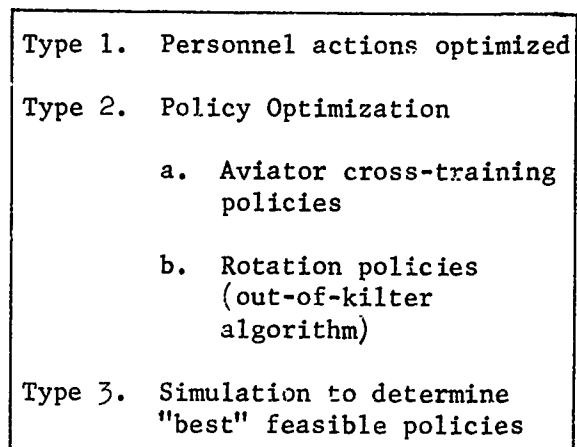 Type 1. Personnel actions optimized
Type 2. Policy Optimization
a. Aviator cross-training
policies
b. Rotation policies
(out-of-kilter
algorithm)
Type 3. Simulation to determine
"best" feasible policies